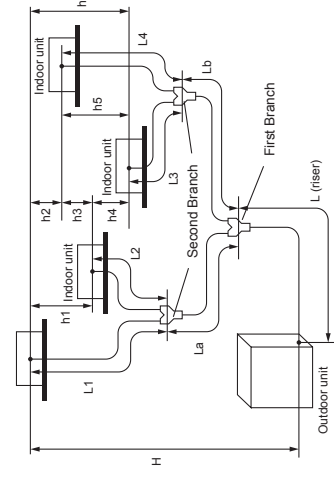 h
L4
Indoor unit
h5
h2
h3
h4
Lb
L3
First Branch
Second Branch
h1
Indoor unit
L2
L (riser)
L1
La
H
Outdoor unit
Indoor unit